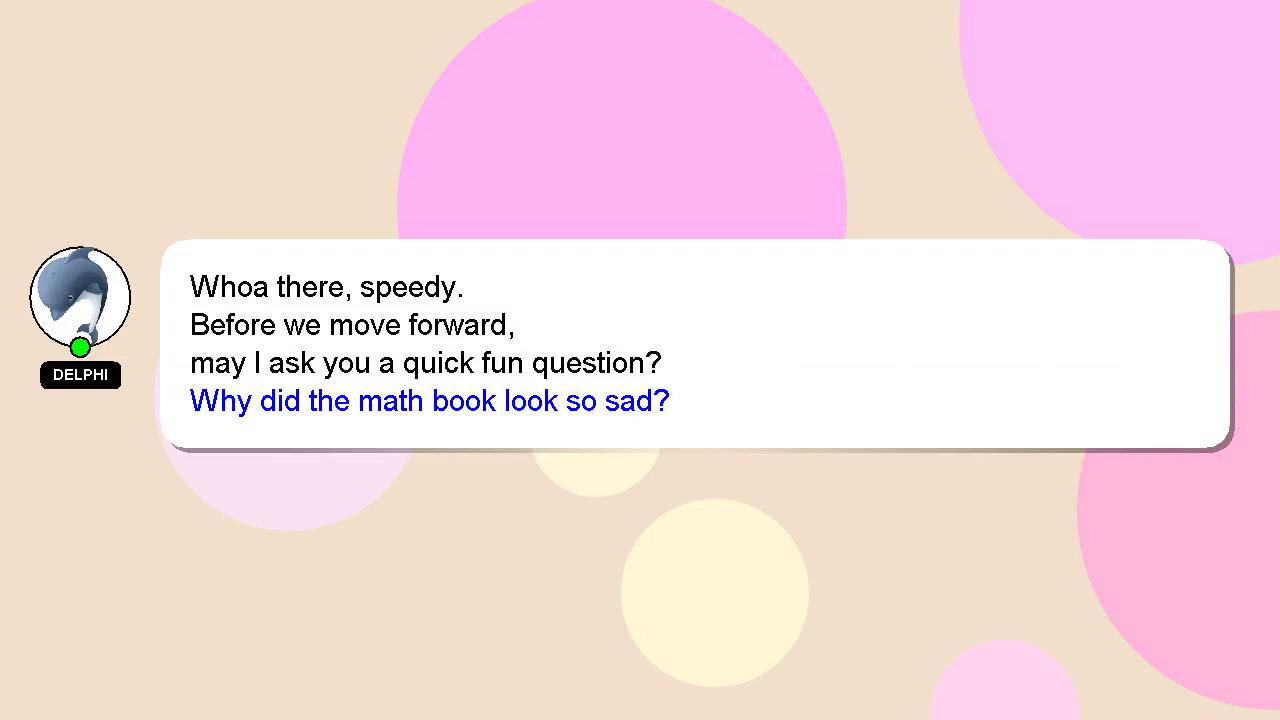 Whoa there, speedy.
Before we move forward,
may I ask you a quick fun question?
Why did the math book look so sad?
DELPHI